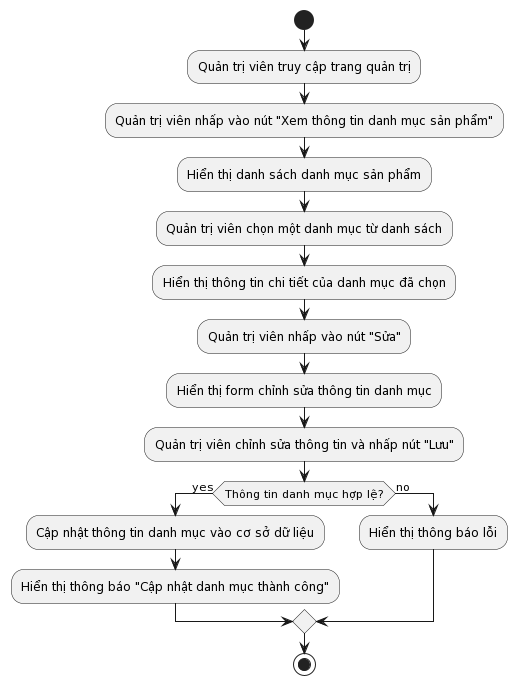 Quản trị viên truy cập trang quản trị
Quản trị viên nhấp vào nút "Xem thông tin danh mục sản phẩm"
Hiển thị danh sách danh mục sản phẩm
Quản trị viên chọn một danh mục từ danh sách
Hiển thị thông tin chi tiết của danh mục đã chọn
Quản trị viên nhấp vào nút "Sửa"
Hiển thị form chỉnh sửa thông tin danh mục
Quản trị viên chỉnh sửa thông tin và nhấp nút "Lưu"
yes
Thông tin danh mục hợp lệ?
no
Cập nhật thông tin danh mục vào cơ sở dữ liệu
Hiển thị thông báo lỗi
Hiển thị thông báo "Cập nhật danh mục thành công"